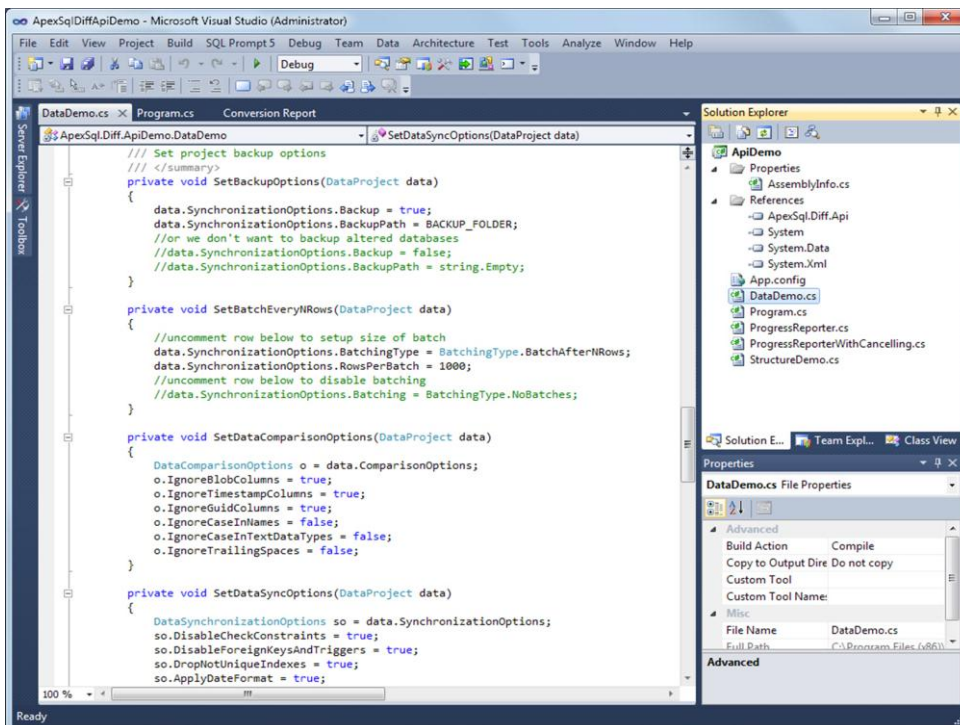 ApexSqlDiffApiDemo - Microsoft Visual Studio (Administrator)
File Edit View Project Build SQL Prompt 5 Debug Team Data Architecture Test Tools Analyze Window Help
Debug
Server Explorer
Toolbox
DataDemo.cs Program.cs Conversion Report
ApexSql.Diff.ApiDemo.DataDemo SetDataSyncOptions(DataProject data)
/// Set project backup options
/// </summary>
private void SetBackupOptions(DataProject data)
{
data.SynchronizationOptions.Backup = true;
data.SynchronizationOptions.BackupPath = BACKUP_FOLDER;
//or we don't want to backup altered databases
//data.SynchronizationOptions.Backup = false;
//data.SynchronizationOptions.BackupPath = string.Empty;
}
private void SetBatchEveryNRows(DataProject data)
{
//uncomment row below to setup size of batch
data.SynchronizationOptions.BatchingType = BatchingType.BatchAfterNRows;
data.SynchronizationOptions.RowsPerBatch = 1000;
//uncomment row below to disable batching
//data.SynchronizationOptions.Batching = BatchingType.NoBatches;
}
private void SetDataComparisonOptions(DataProject data)
{
DataComparisonOptions o = data.ComparisonOptions;
o.IgnoreBlobColumns = true;
o.IgnoreTimestampColumns = true;
o.IgnoreGuidColumns = true;
o.IgnoreCaseInNames = false;
o.IgnoreCaseInTextDataTypes = false;
o.IgnoreTrailingSpaces = false;
}
private void SetDataSyncOptions(DataProject data)
{
DataSynchronizationOptions so = data.SynchronizationOptions;
so.DisableCheckConstraints = true;
so.DisableForeignKeysAndTriggers = true;
so.DropNotUniqueIndexes = true;
so.ApplyDateFormat = true;
100 %
Solution Explorer
ApiDemo
Properties
AssemblyInfo.cs
References
ApexSql.Diff.Api
System
System.Data
System.Xml
App.config
DataDemo.cs
Program.cs
ProgressReporter.cs
ProgressReporterWithCancelling.cs
StructureDemo.cs
Solution E... Team Expl... Class View
Properties
DataDemo.cs File Properties
Advanced
Build Action Compile
Copy to Output Dire Do not copy
Custom Tool
Custom Tool Name
Misc
File Name DataDemo.cs
Full Path C:\Program Files (x86)\
Advanced
Ready